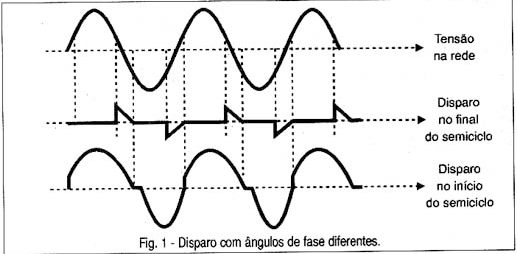 Tensão
na rede
Disparo
no final
do semiciclo
Disparo
no início
do semiciclo
Fig. 1 - Disparo com ângulos de fase diferentes.